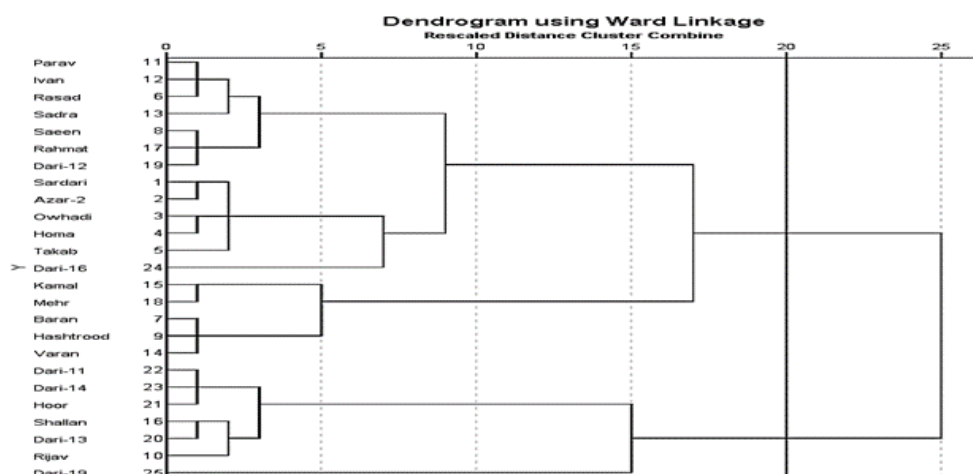 Dendrogram using Ward Linkage
Rescaled Distance Cluster Combine
0 5 10 15 20 25
Parav 11
Ivan 12
Rasad 6
Sadra 13
Saeen 8
Rahmat 17
Dari-12 19
Sardari 1
Azar-2 2
Owhadi 3
Homa 4
Takab 5
Y Dari-16 24
Kamal 15
Mehr 18
Baran 7
Hashtrood 9
Varan 14
Dari-11 22
Dari-14 23
Hoor 21
Shallan 16
Dari-13 20
Rijav 10
Dari-19 25